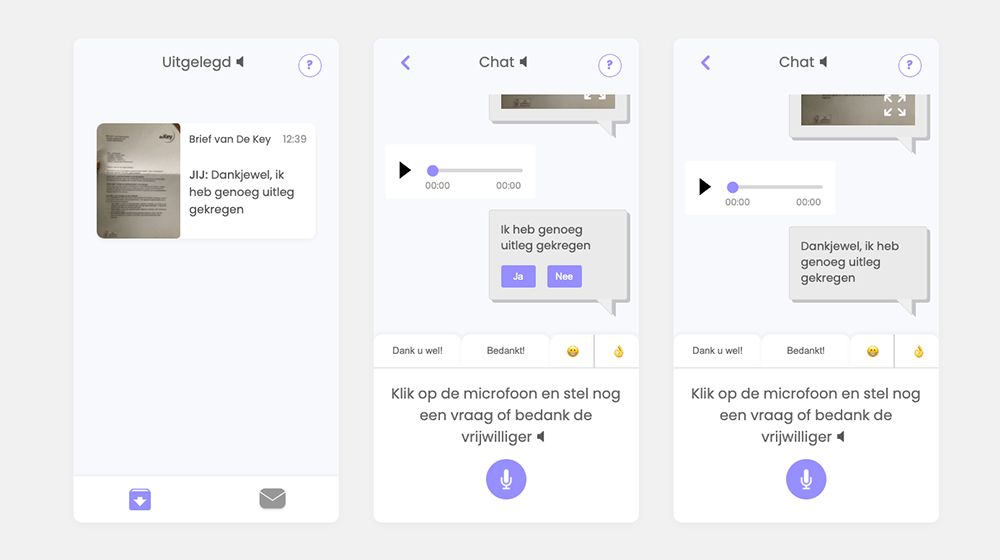 Uitgelegd
?
Brief van De Key 12:39
JIJ: Dankjewel, ik
heb genoeg uitleg
gekregen
Chat
?
00:00 00:00
Ik heb genoeg
uitleg gekregen
Ja Nee
Dank u wel! Bedankt!
Klik op de microfoon en stel nog
een vraag of bedank de
vrijwilliger
Chat
?
00:00 00:00
Dankjewel, ik heb
genoeg uitleg
gekregen
Dank u wel! Bedankt!
Klik op de microfoon en stel nog
een vraag of bedank de
vrijwilliger